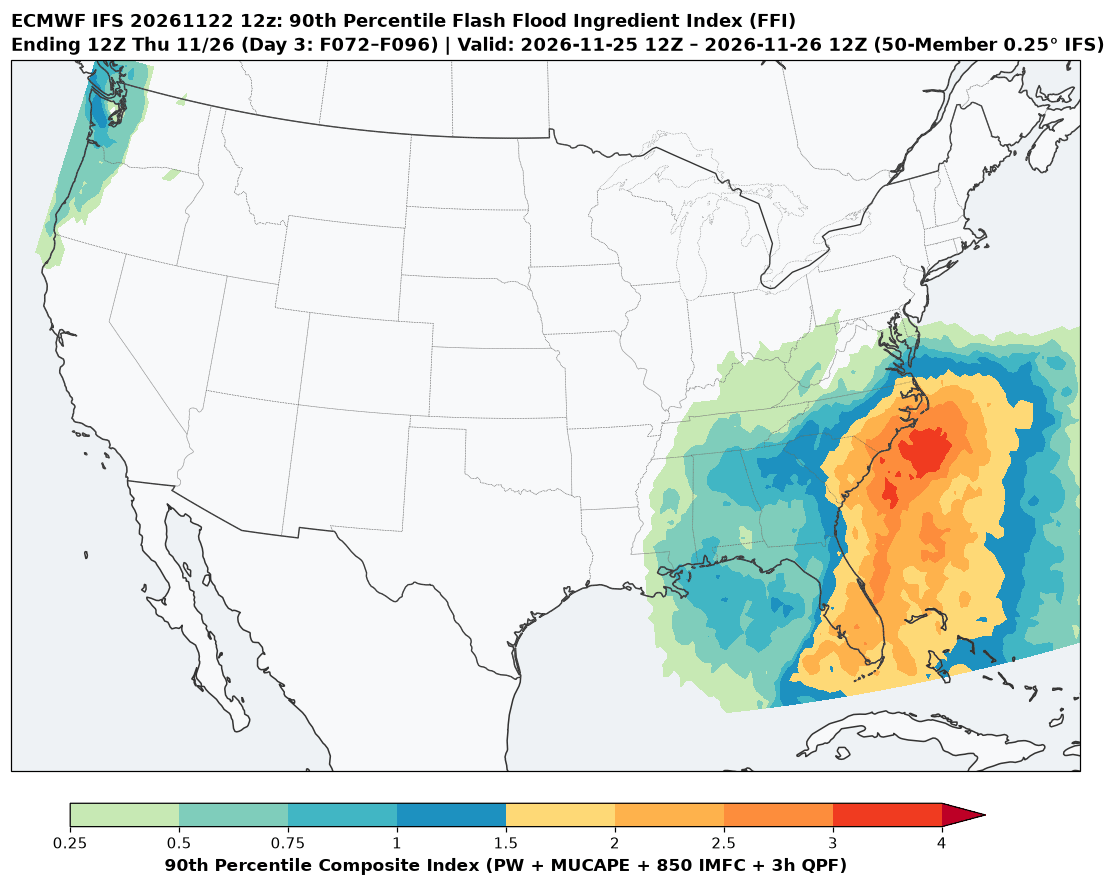 ECMWF IFS 20261122 12z: 90th Percentile Flash Flood Ingredient Index (FFI)
Ending 12Z Thu 11/26 (Day 3: F072–F096) | Valid: 2026-11-25 12Z – 2026-11-26 12Z (50-Member 0.25° IFS)
0.25 0.5 0.75 1 1.5 2 2.5 3 4
90th Percentile Composite Index (PW + MUCAPE + 850 IMFC + 3h QPF)